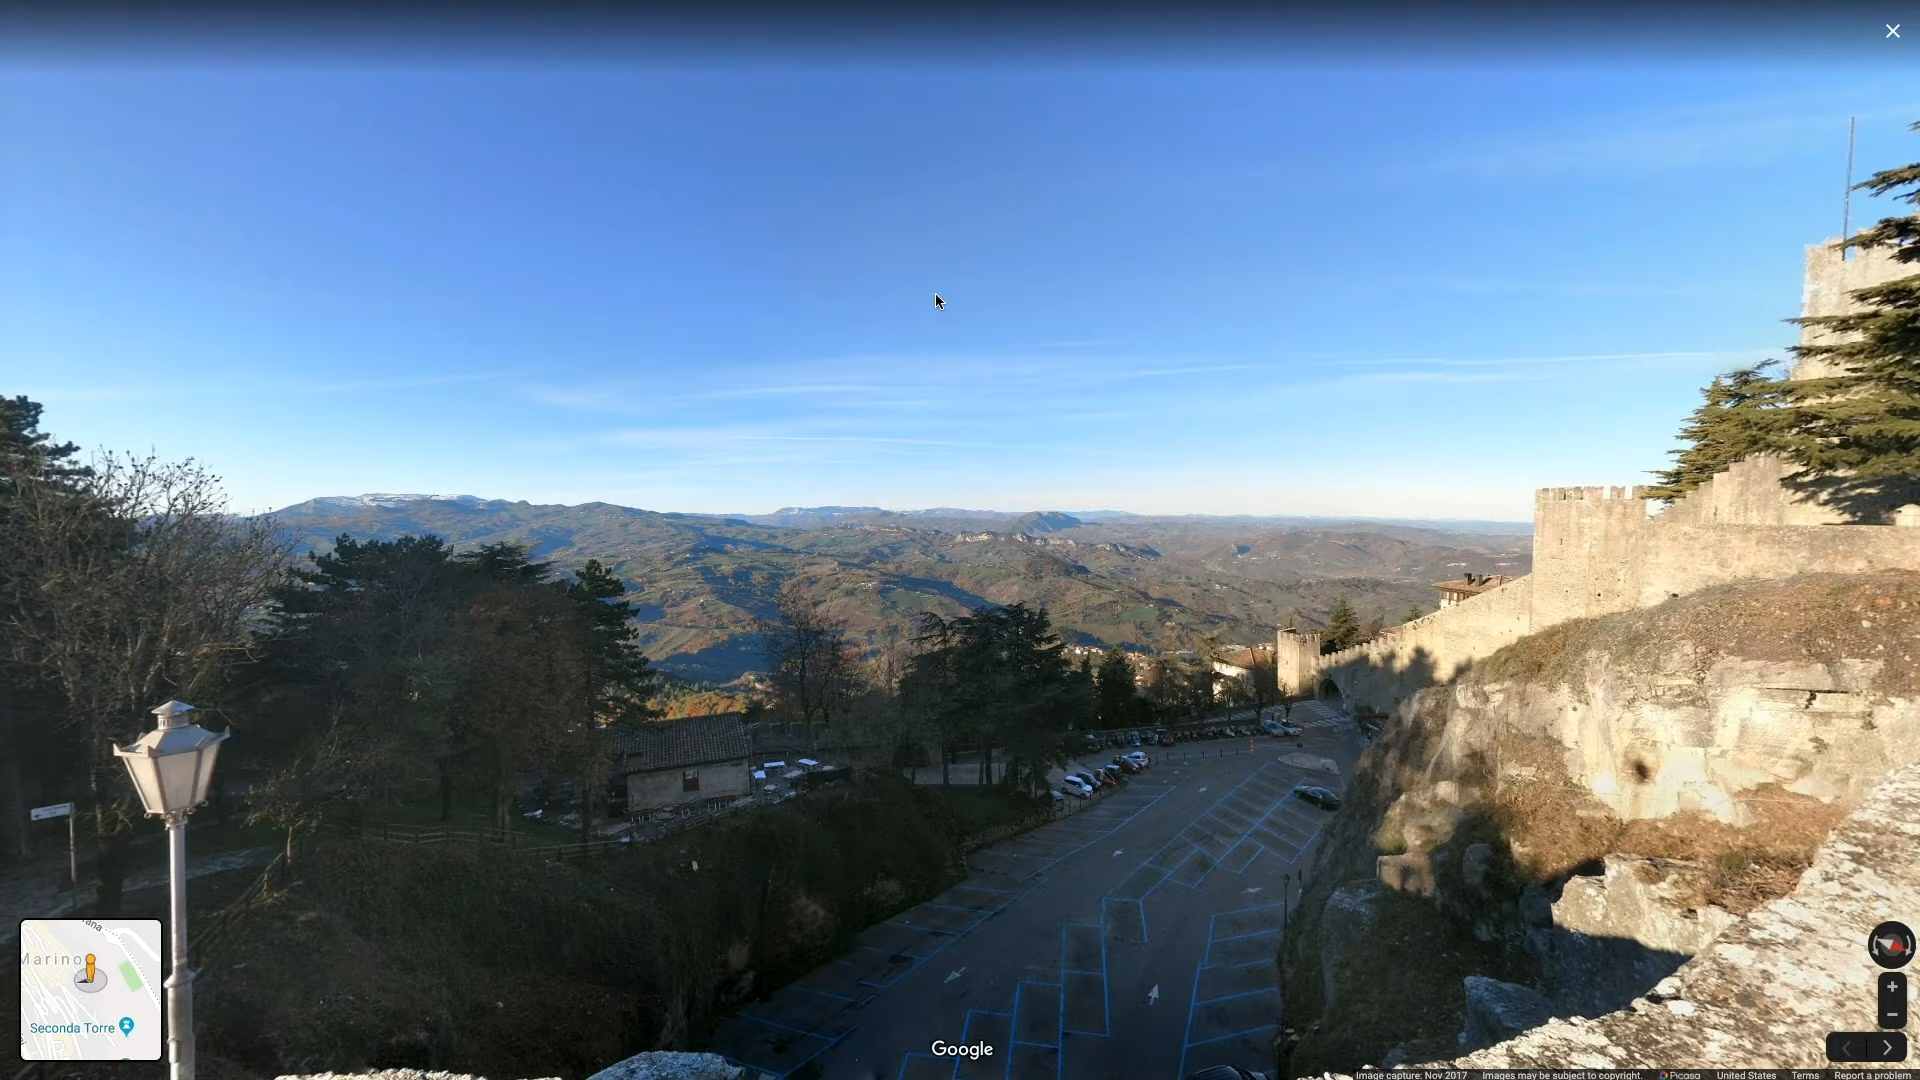 ana
Marino
Seconda Torre
Google
Image capture: Nov 2017 Images may be subject to copyright. Picasa United States Terms Report a problem